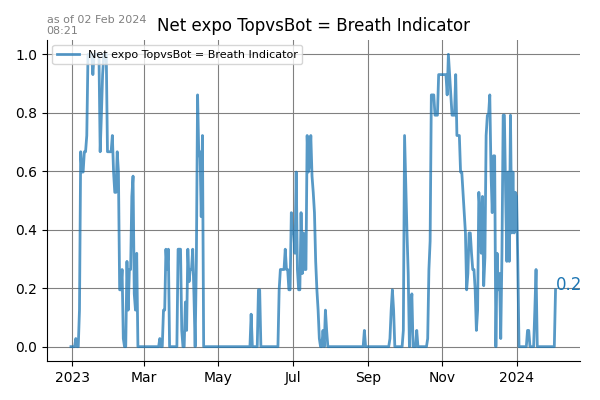 as of 02 Feb 2024
08:21
Net expo TopvsBot = Breath Indicator
Net expo TopvsBot = Breath Indicator
1.0
0.8
0.6
0.4
0.2
0.0
0.2
2023 Mar May Jul Sep Nov 2024